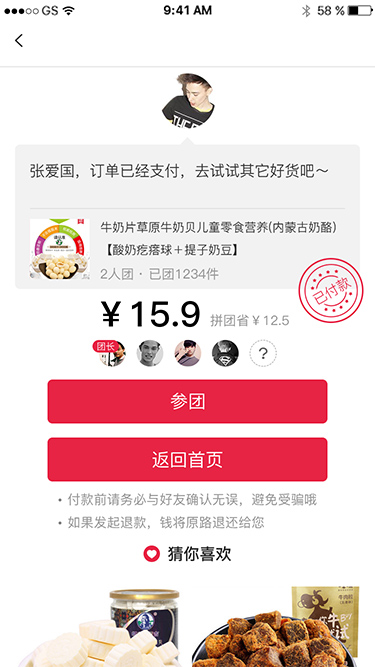 GS
9:41 AM
58 %
张爱国，订单已经支付，去试试其它好货吧～
牛奶片草原牛奶贝儿童零食营养(内蒙古奶酪)
【酸奶疙瘩球＋提子奶豆】
2人团 · 已团1234件
已付款
￥15.9 拼团省￥12.5
团长
?
参团
返回首页
• 付款前请务必与好友确认无误，避免受骗哦
• 如果发起退款，钱将原路退还给您
猜你喜欢